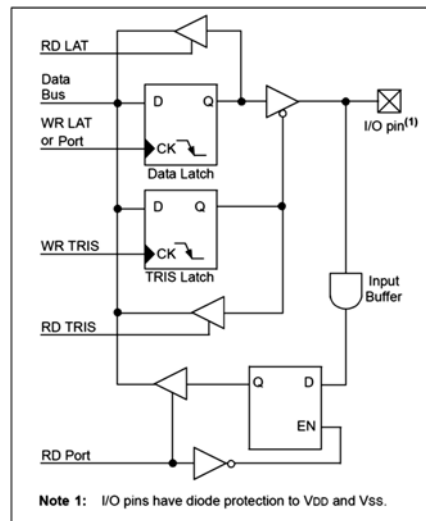 RD LAT
Data
Bus
D Q
WR LAT
or Port
CK
Data Latch
I/O pin(1)
D Q
WR TRIS
CK
TRIS Latch
Input
Buffer
RD TRIS
Q D
EN
RD Port
Note 1: I/O pins have diode protection to VDD and VSS.